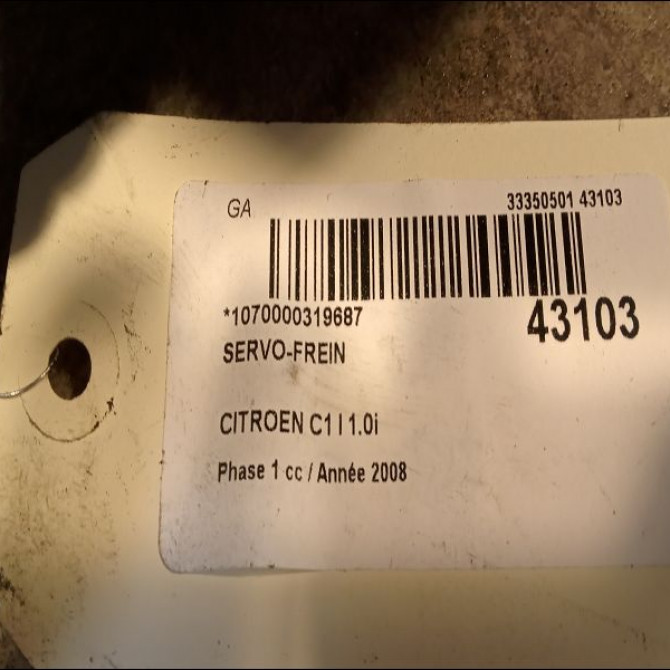 GA
33350501 43103
*1070000319687
43103
SERVO-FREIN
CITROEN C1 I 1.0i
Phase 1 cc / Année 2008